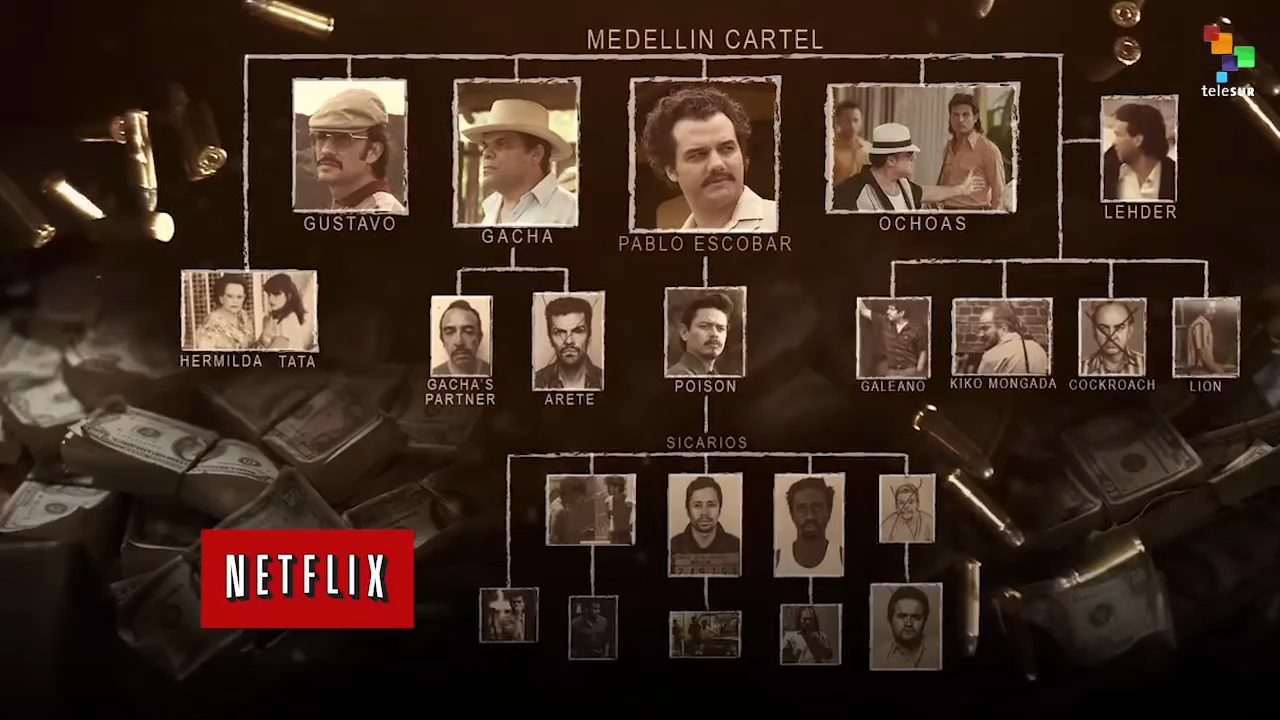 MEDELLIN CARTEL
teleSUR
GUSTAVO
GACHA
PABLO ESCOBAR
OCHOAS
LEHDER
HERMILDA TATA
GACHA'S
PARTNER
ARETE
POISON
GALEANO
KIKO MONGADA
COCKROACH
LION
SICARIOS
NETFLIX